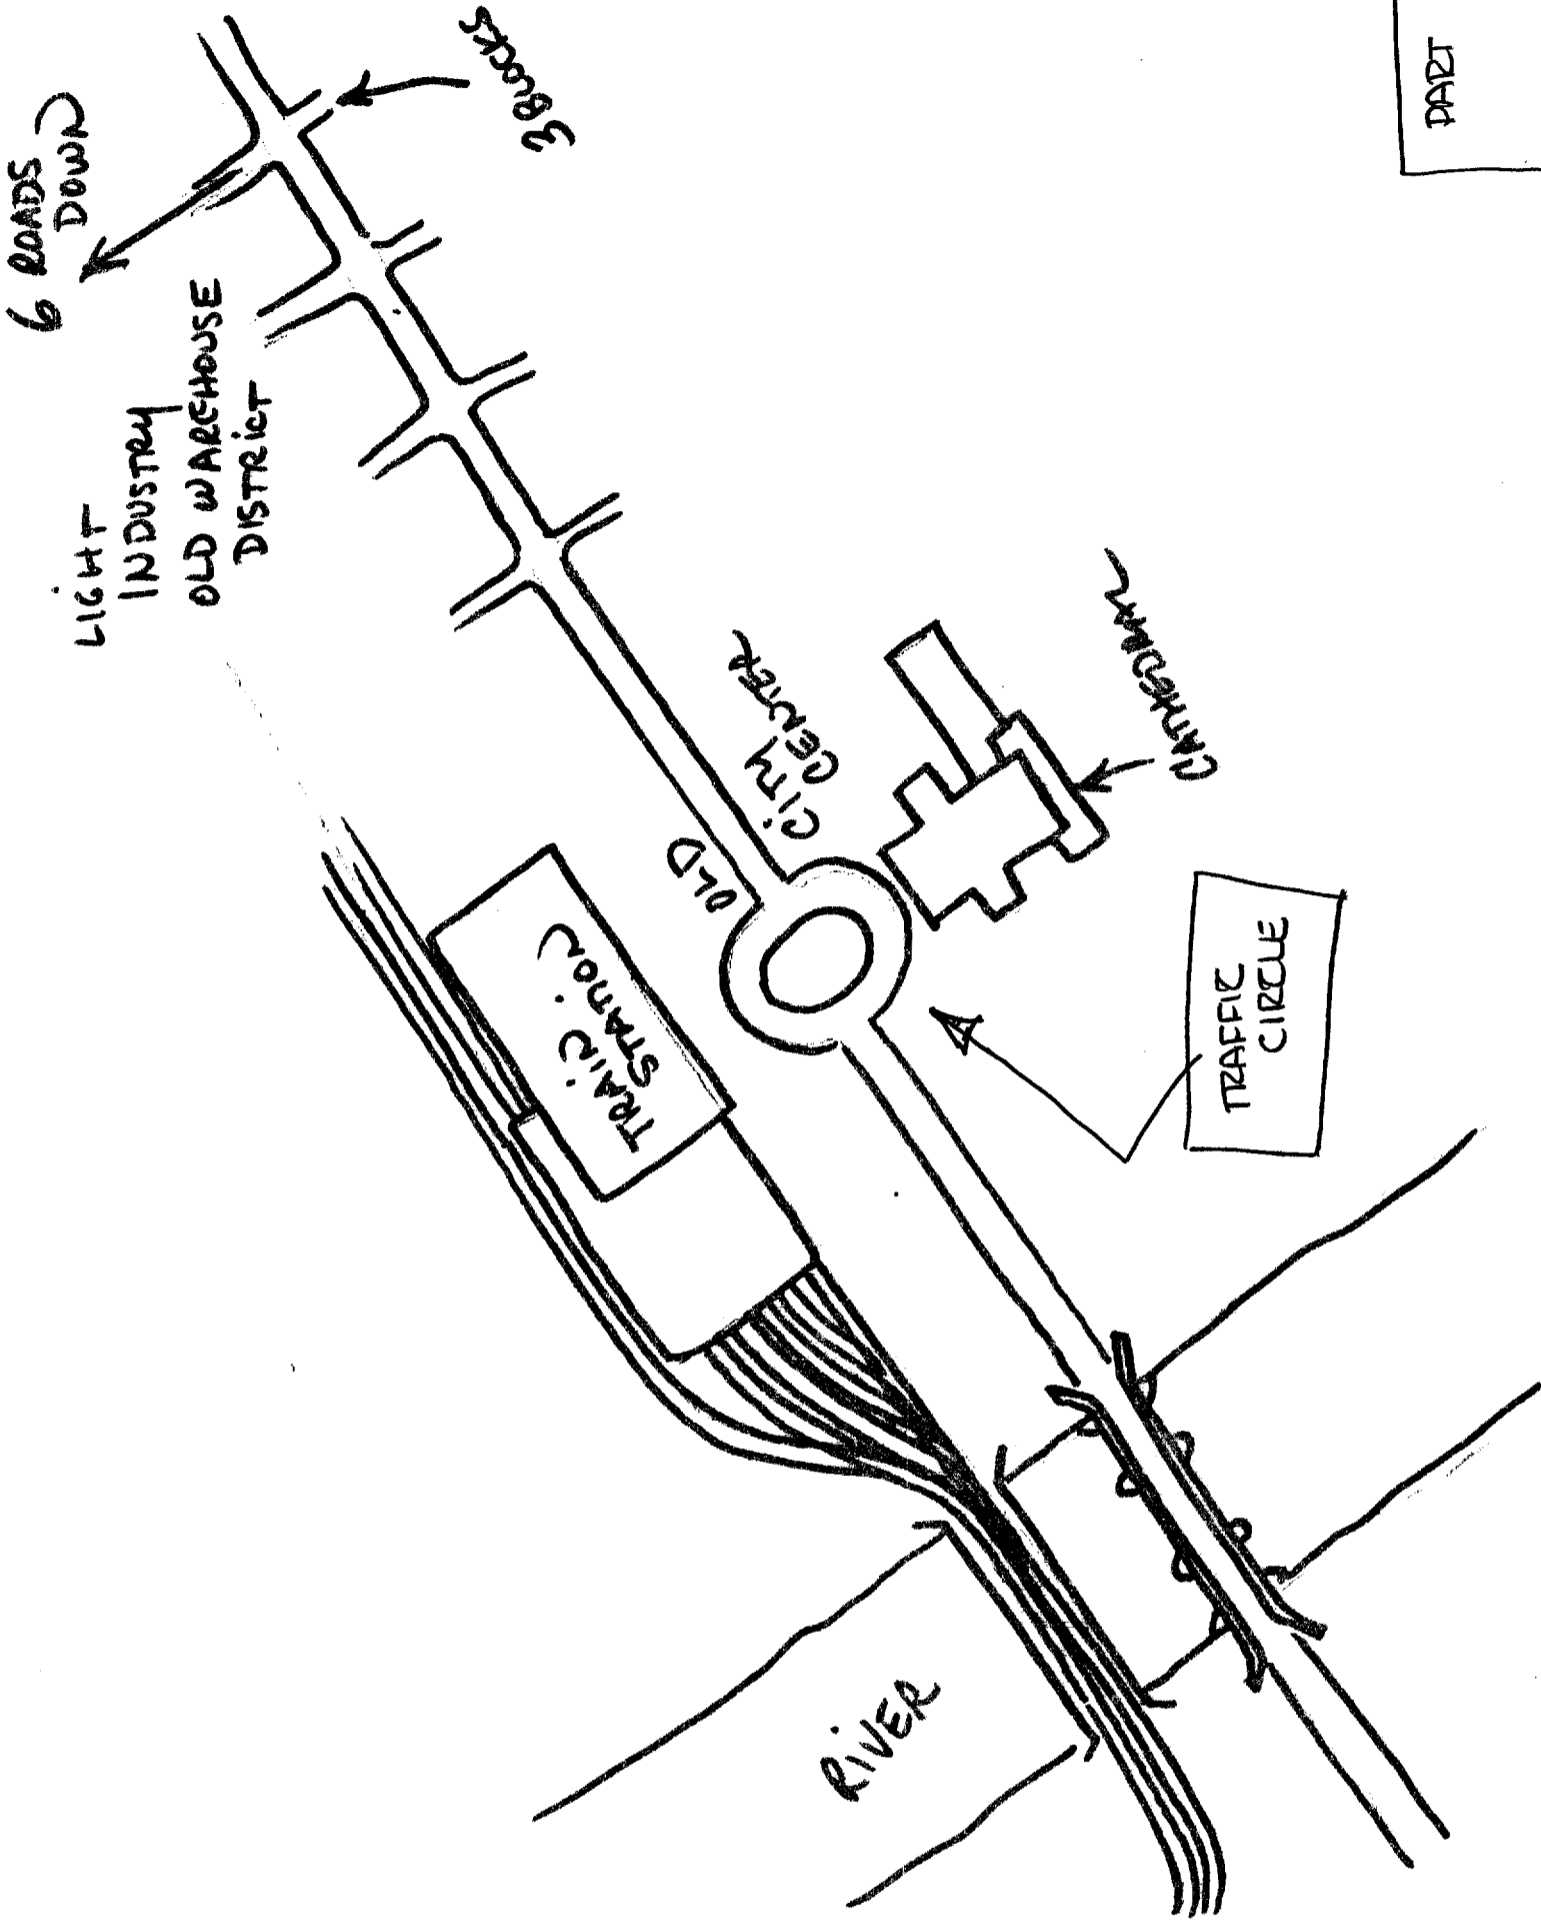 6 ROADS
DOWN
3 BLOCKS
LIGHT
INDUSTRY
OLD WAREHOUSE
DISTRICT
PART
OLD CITY
CENTER
CATHEDRAL
TRAIN
STATION
TRAFFIC
CIRCLE
RIVER